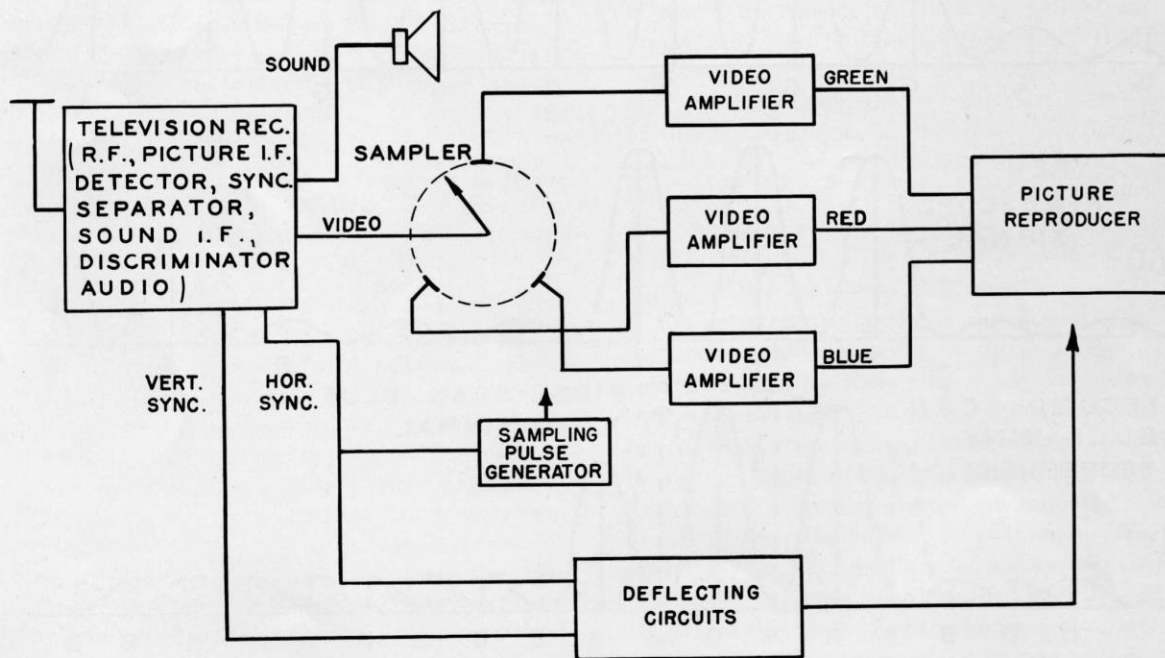 SOUND
TELEVISION REC.
(R.F., PICTURE I.F.
DETECTOR, SYNC.
SEPARATOR,
SOUND I.F.,
DISCRIMINATOR
AUDIO)
VERT.
SYNC.
HOR.
SYNC.
VIDEO
SAMPLER
SAMPLING
PULSE
GENERATOR
VIDEO
AMPLIFIER
GREEN
VIDEO
AMPLIFIER
RED
VIDEO
AMPLIFIER
BLUE
PICTURE
REPRODUCER
DEFLECTING
CIRCUITS